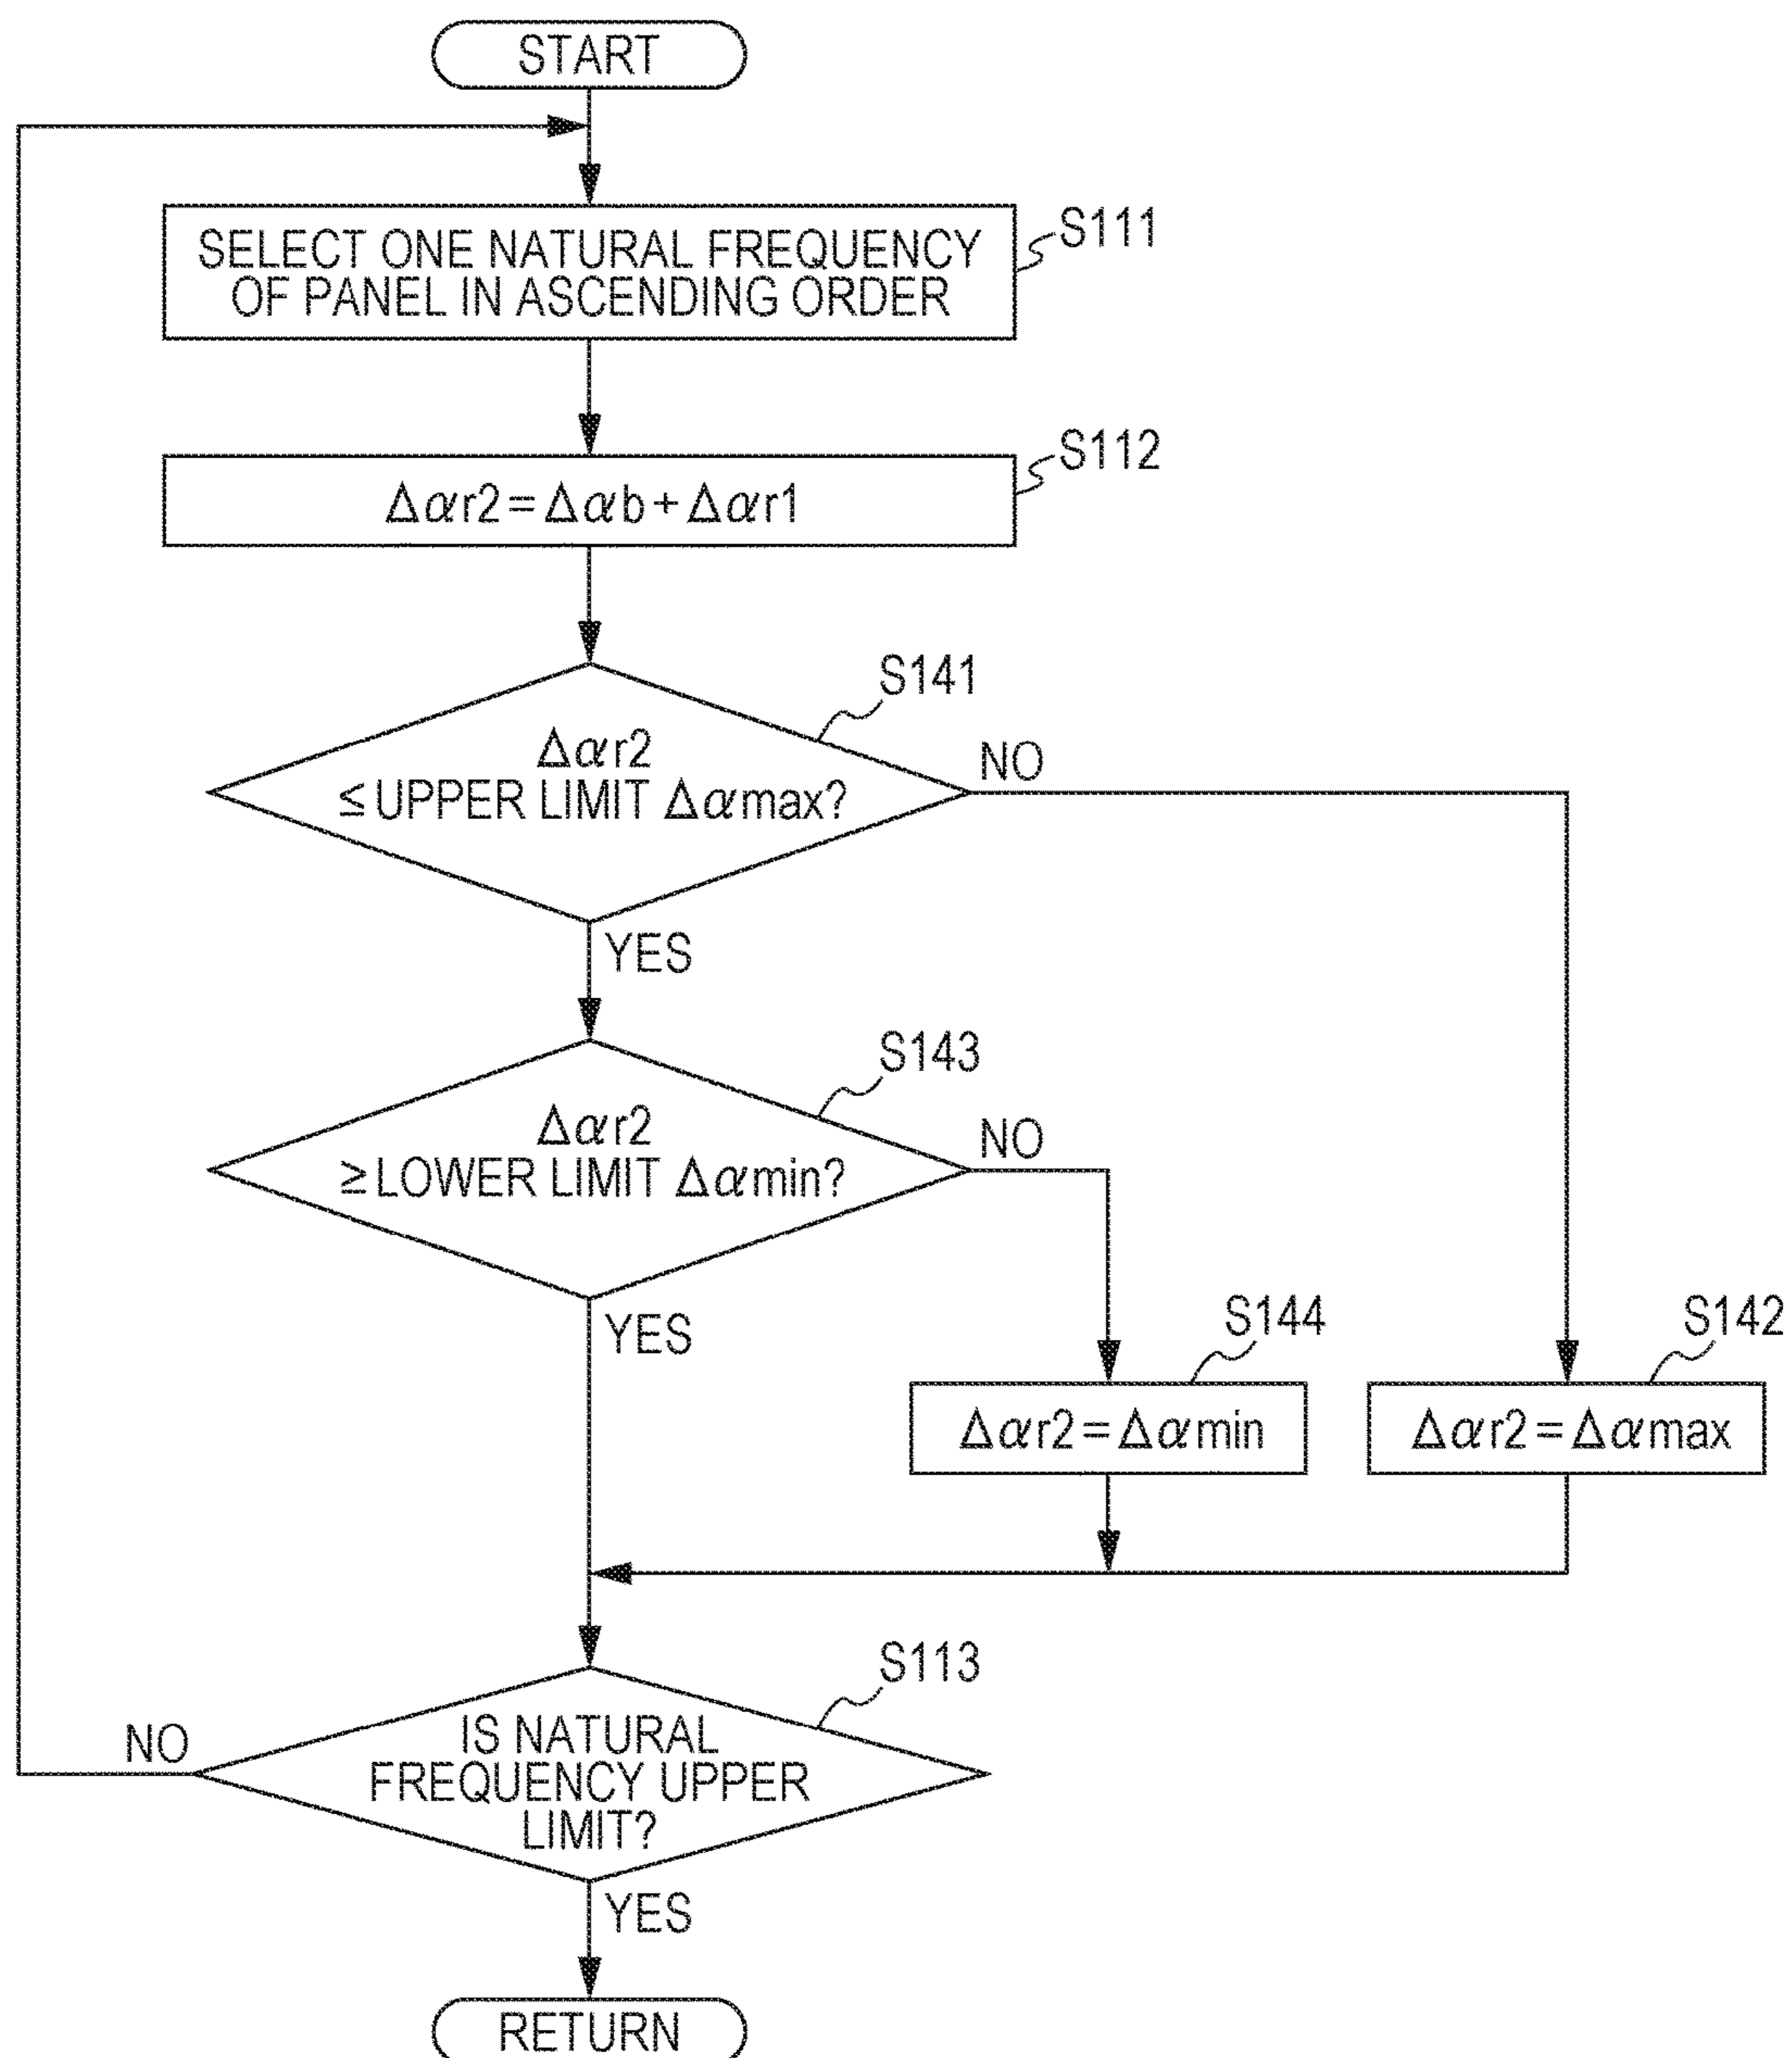 START
SELECT ONE NATURAL FREQUENCY
OF PANEL IN ASCENDING ORDER
S111
Δαr2=Δαb+Δαr1
S112
S141
Δαr2
≤UPPER LIMIT Δαmax?
NO
YES
S143
Δαr2
≥LOWER LIMIT Δαmin?
NO
YES
S144
S142
Δαr2=Δαmin
Δαr2=Δαmax
S113
IS NATURAL
FREQUENCY UPPER
LIMIT?
NO
YES
RETURN